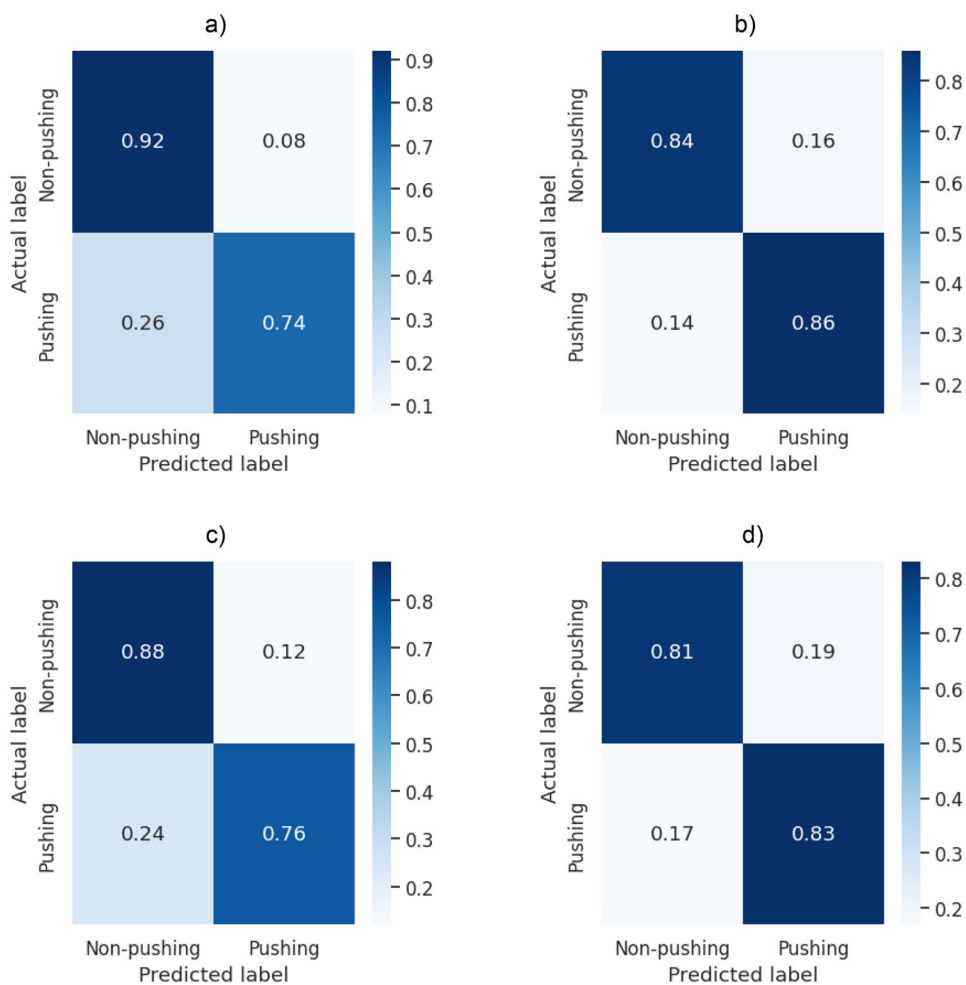 a)
Actual label
Non-pushing
Pushing
0.92 0.08
0.26 0.74
Non-pushing Pushing
Predicted label
0.9
0.8
0.7
0.6
0.5
0.4
0.3
0.2
0.1
b)
Actual label
Non-pushing
Pushing
0.84 0.16
0.14 0.86
Non-pushing Pushing
Predicted label
0.8
0.7
0.6
0.5
0.4
0.3
0.2
c)
Actual label
Non-pushing
Pushing
0.88 0.12
0.24 0.76
Non-pushing Pushing
Predicted label
0.8
0.7
0.6
0.5
0.4
0.3
0.2
d)
Actual label
Non-pushing
Pushing
0.81 0.19
0.17 0.83
Non-pushing Pushing
Predicted label
0.8
0.7
0.6
0.5
0.4
0.3
0.2